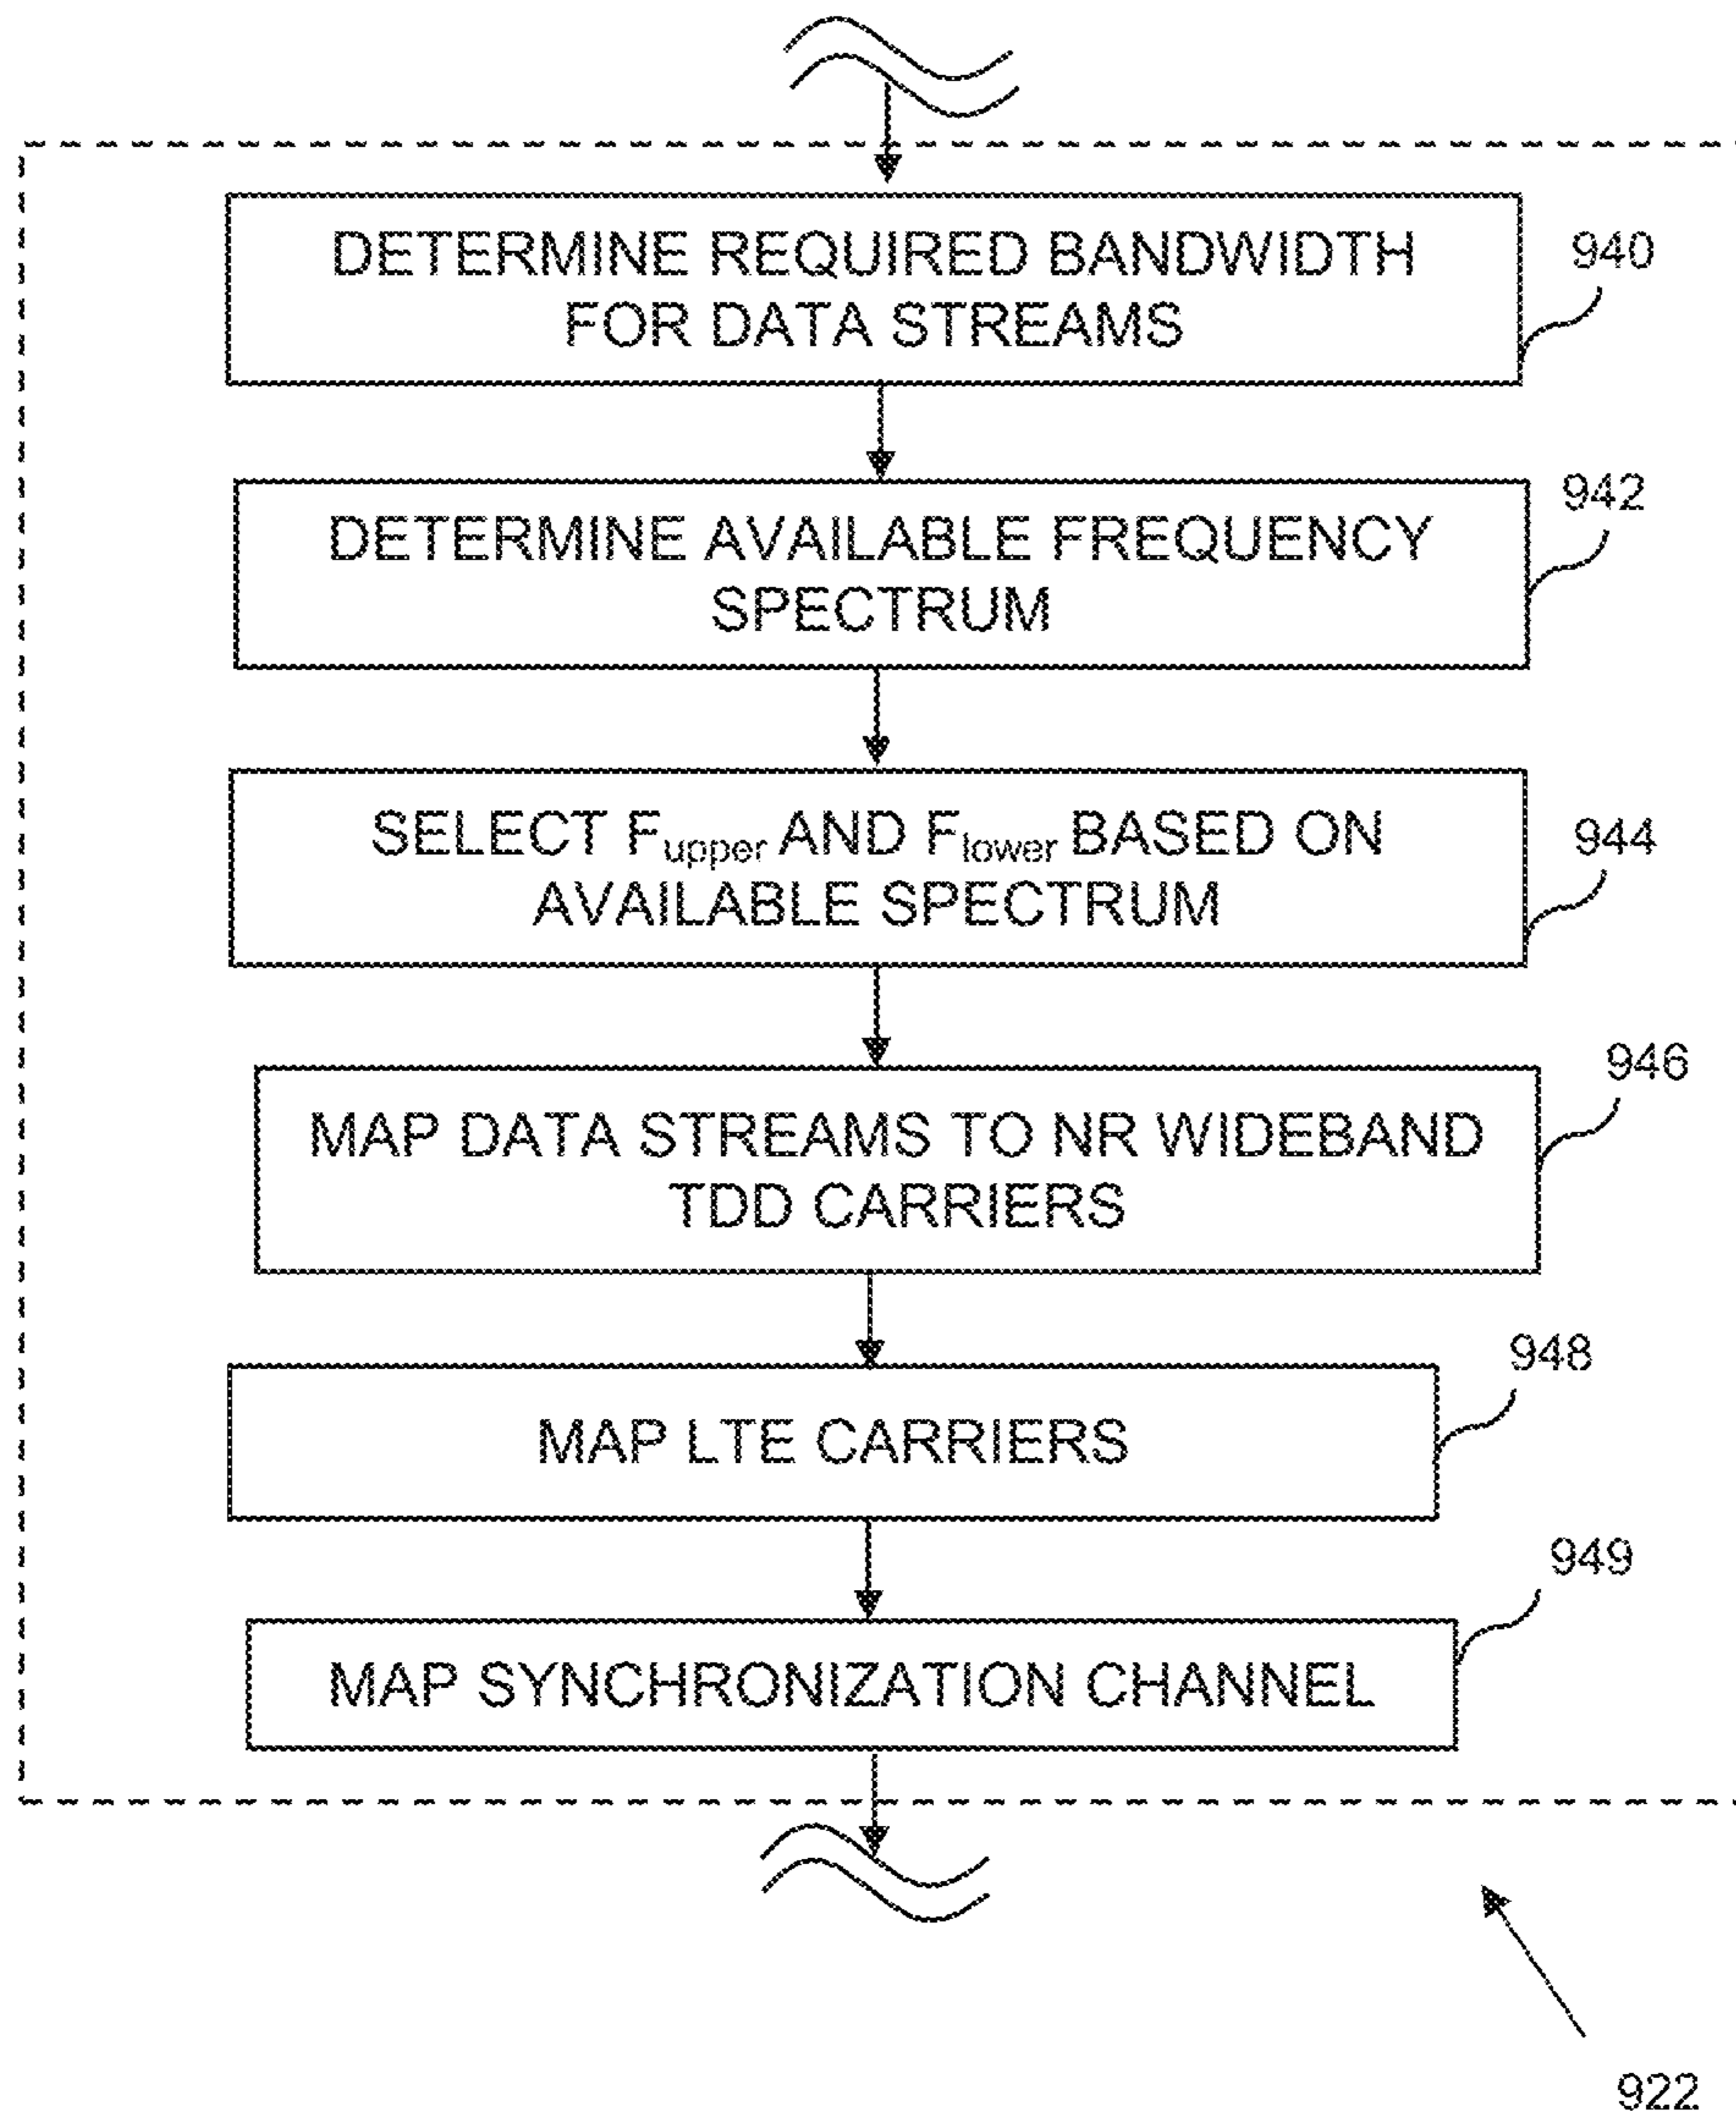 DETERMINE REQUIRED BANDWIDTH
FOR DATA STREAMS
940
DETERMINE AVAILABLE FREQUENCY
SPECTRUM
942
SELECT Fupper AND Flower BASED ON
AVAILABLE SPECTRUM
944
MAP DATA STREAMS TO NR WIDEBAND
TDD CARRIERS
946
MAP LTE CARRIERS
948
MAP SYNCHRONIZATION CHANNEL
949
922